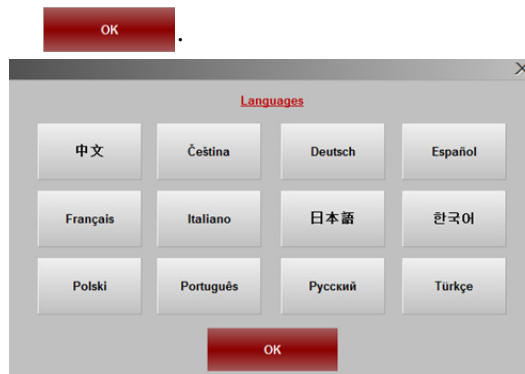 OK .
X
Languages
中文 Čeština Deutsch Español
Français Italiano 日本語 한국어
Polski Português Русский Türkçe
OK